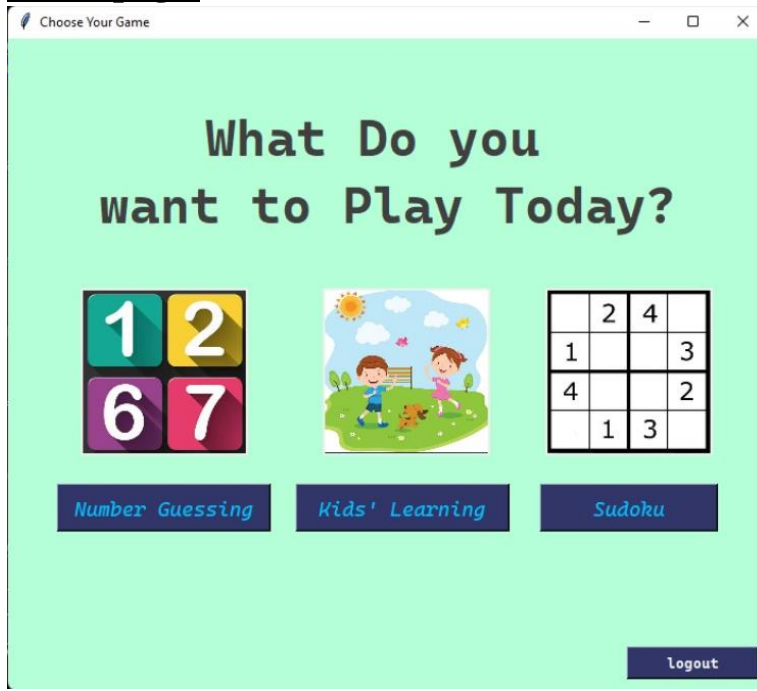 Choose Your Game
What Do you
want to Play Today?
1 2
6 7
2 4
1 3
4 2
1 3
Number Guessing
Kids' Learning
Sudoku
logout